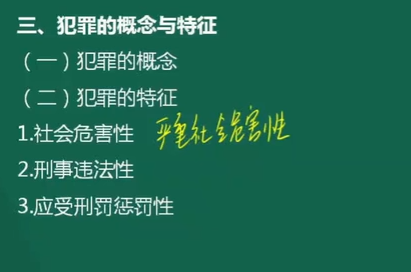 三、犯罪的概念与特征
（一）犯罪的概念
（二）犯罪的特征
1.社会危害性 严重社会危害性
2.刑事违法性
3.应受刑罚惩罚性